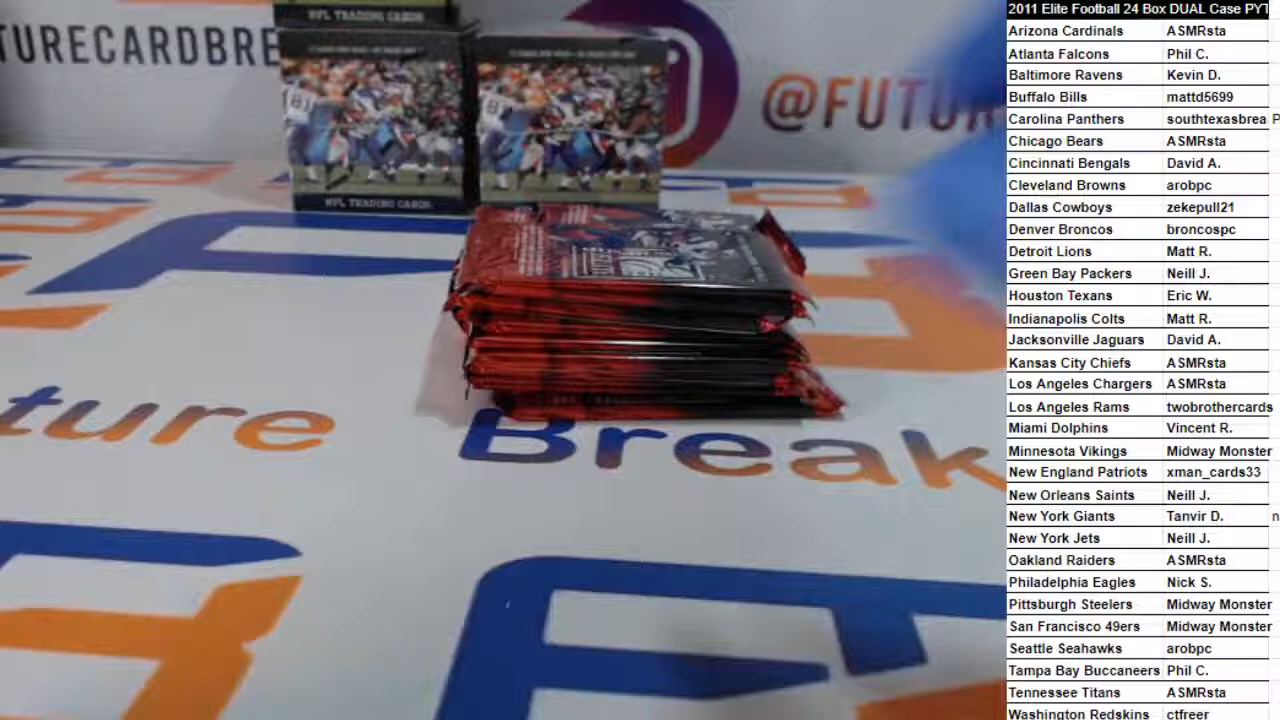 NFL TRADING CARDS
TURECARDBRE
@FUTUR
NFL TRADING CARDS
ELITE
ture Break
2011 Elite Football 24 Box DUAL Case PYT
Arizona Cardinals ASMRsta
Atlanta Falcons Phil C.
Baltimore Ravens Kevin D.
Buffalo Bills mattd5699
Carolina Panthers southtexasbrea P
Chicago Bears ASMRsta
Cincinnati Bengals David A.
Cleveland Browns arobpc
Dallas Cowboys zekepull21
Denver Broncos broncospc
Detroit Lions Matt R.
Green Bay Packers Neill J.
Houston Texans Eric W.
Indianapolis Colts Matt R.
Jacksonville Jaguars David A.
Kansas City Chiefs ASMRsta
Los Angeles Chargers ASMRsta
Los Angeles Rams twobrothercards
Miami Dolphins Vincent R.
Minnesota Vikings Midway Monster
New England Patriots xman_cards33
New Orleans Saints Neill J.
New York Giants Tanvir D. n
New York Jets Neill J.
Oakland Raiders ASMRsta
Philadelphia Eagles Nick S.
Pittsburgh Steelers Midway Monster
San Francisco 49ers Midway Monster
Seattle Seahawks arobpc
Tampa Bay Buccaneers Phil C.
Tennessee Titans ASMRsta
Washington Redskins ctfreer